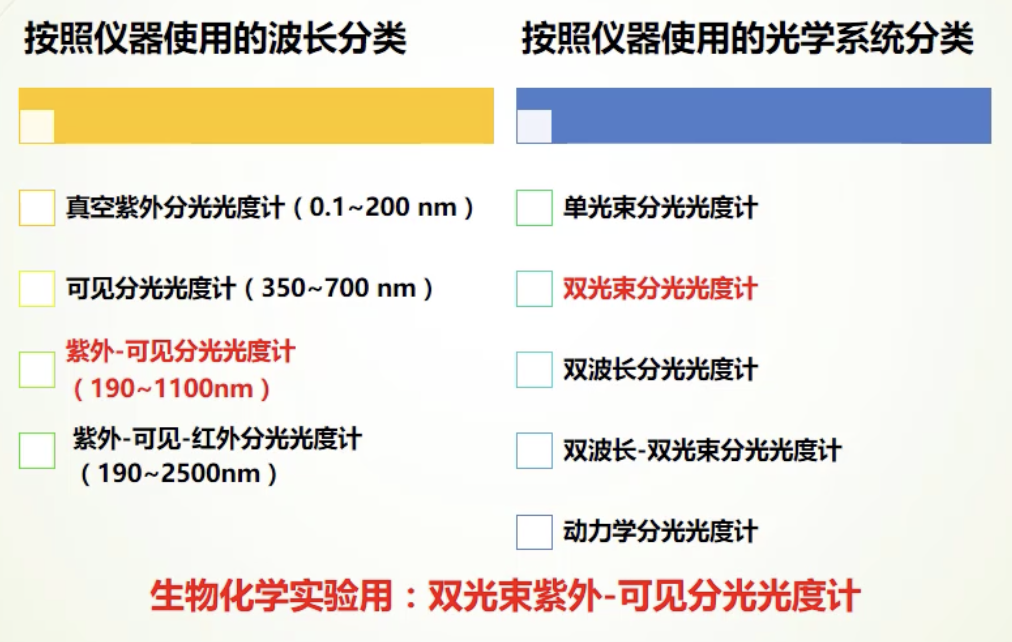 按照仪器使用的波长分类
真空紫外分光光度计（0.1~200 nm）
可见分光光度计（350~700 nm）
紫外-可见分光光度计
（190~1100nm）
紫外-可见-红外分光光度计
（190~2500nm）
按照仪器使用的光学系统分类
单光束分光光度计
双光束分光光度计
双波长分光光度计
双波长-双光束分光光度计
动力学分光光度计
生物化学实验用：双光束紫外-可见分光光度计